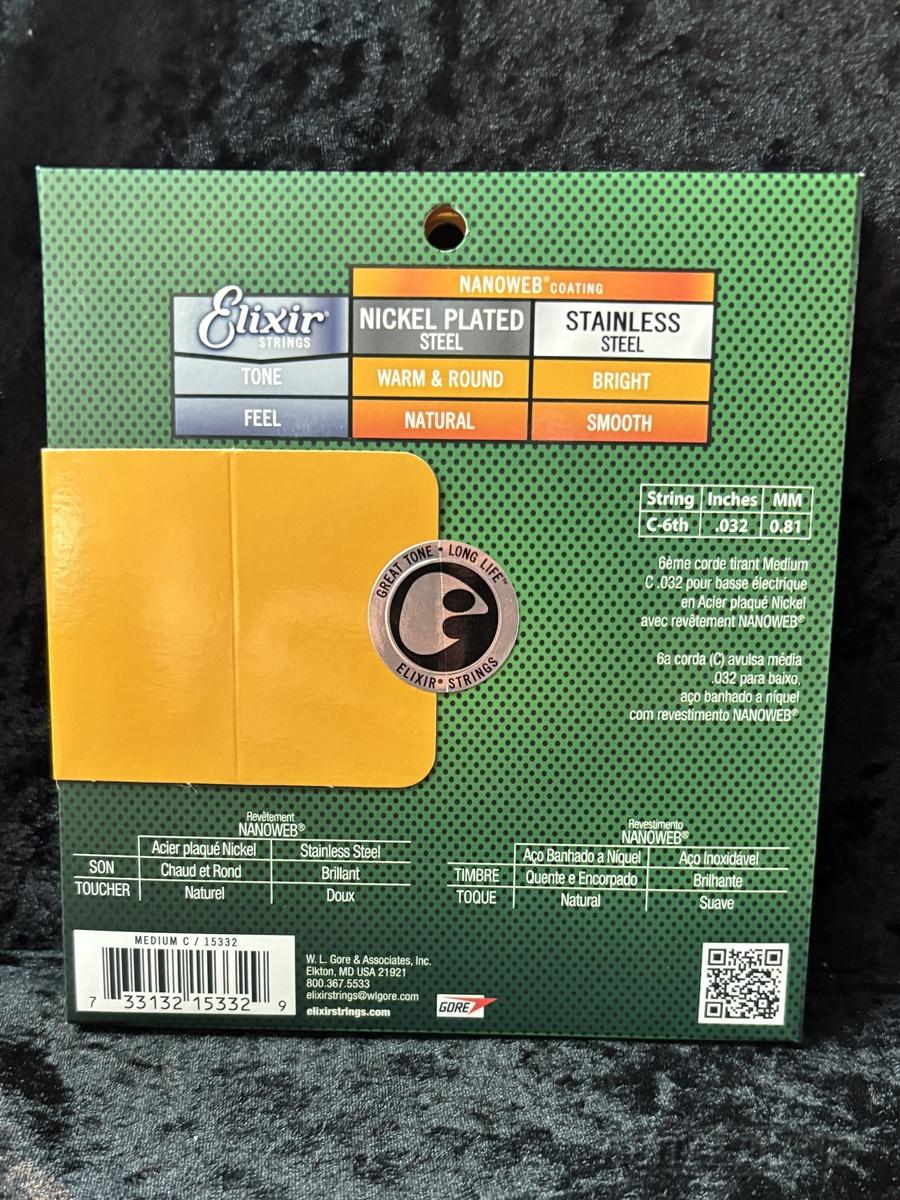 NANOWEB® COATING
Elixir®
STRINGS
NICKEL PLATED
STEEL
STAINLESS
STEEL
TONE WARM & ROUND BRIGHT
FEEL NATURAL SMOOTH
String Inches MM
C-6th .032 0.81
GREAT TONE • LONG LIFE™
ELIXIR® STRINGS
6ème corde tirant Medium
C .032 pour basse électrique
en Acier plaqué Nickel
avec revêtement NANOWEB®
6a corda (C) avulsa média
.032 para baixo,
aço banhado a níquel
com revestimento NANOWEB®
Revêtement
NANOWEB®
Acier plaqué Nickel Stainless Steel
SON Chaud et Rond Brillant
TOUCHER Naturel Doux
Revestimento
NANOWEB®
Aço Banhado a Níquel Aço Inoxidável
TIMBRE Quente e Encorpado Brilhante
TOQUE Natural Suave
MEDIUM C / 15332
7 33132 15332 9
W. L. Gore & Associates, Inc.
Elkton, MD USA 21921
800.367.5533
elixirstrings@wlgore.com
elixirstrings.com
GORE